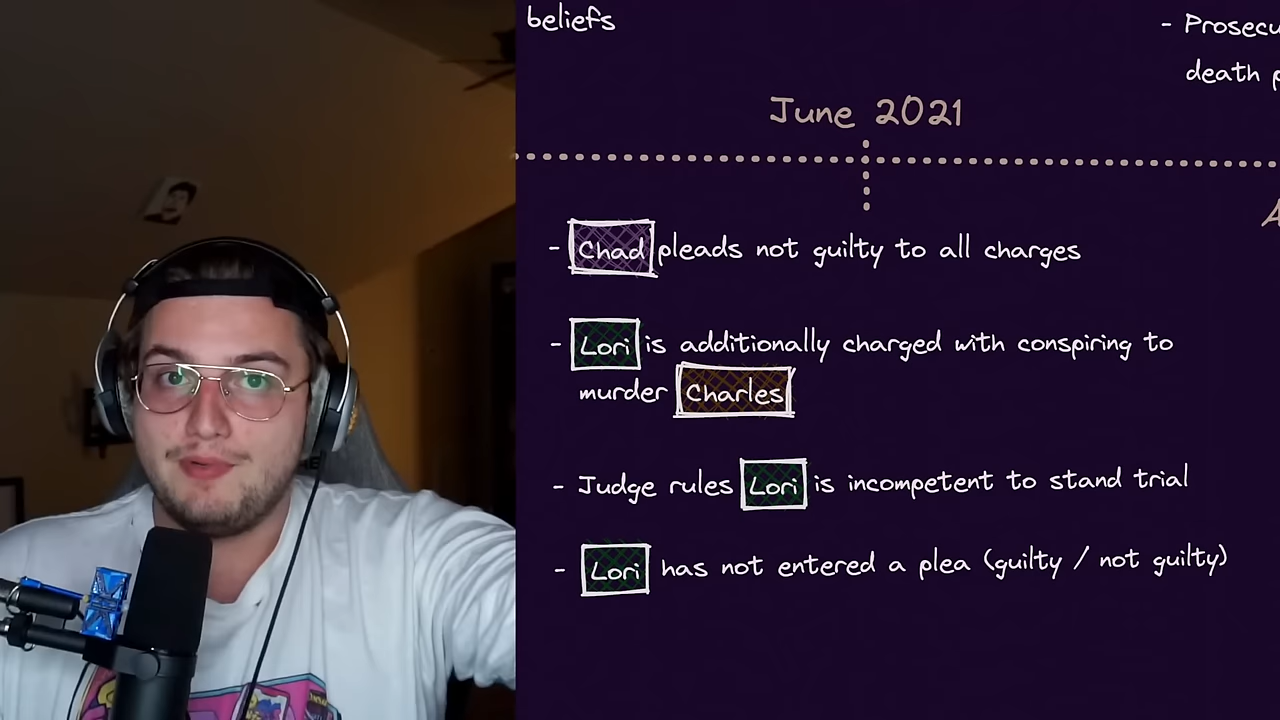 beliefs
- Prosecu
death p
June 2021
- Chad pleads not guilty to all charges
- Lori is additionally charged with conspiring to
murder Charles
- Judge rules Lori is incompetent to stand trial
- Lori has not entered a plea (guilty / not guilty)